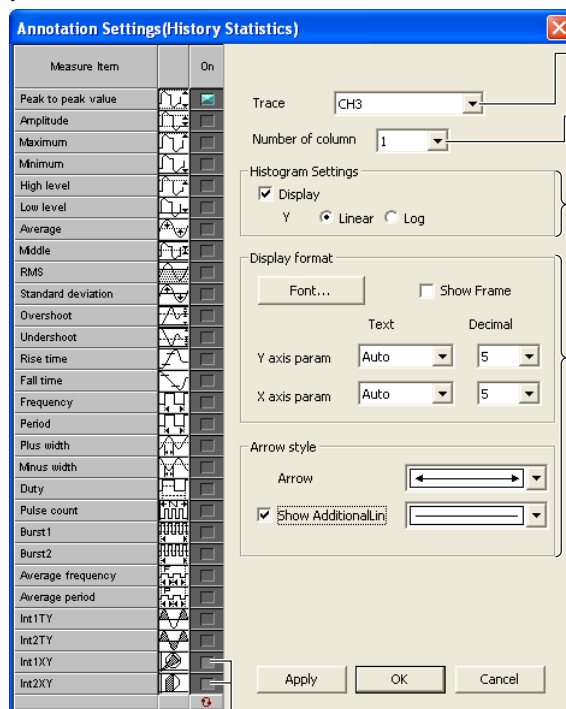 Annotation Settings(History Statistics)
Measure Item On
Peak to peak value
Amplitude
Maximum
Minimum
High level
Low level
Average
Middle
RMS
Standard deviation
Overshoot
Undershoot
Rise time
Fall time
Frequency
Period
Plus width
Minus width
Duty
Pulse count
Burst1
Burst2
Average frequency
Average period
Int1TY
Int2TY
Int1XY
Int2XY
Trace CH3
Number of column 1
Histogram Settings
Display
Y Linear Log
Display format
Font... Show Frame
Text Decimal
Y axis param Auto 5
X axis param Auto 5
Arrow style
Arrow
Show AdditionalLin
Apply OK Cancel